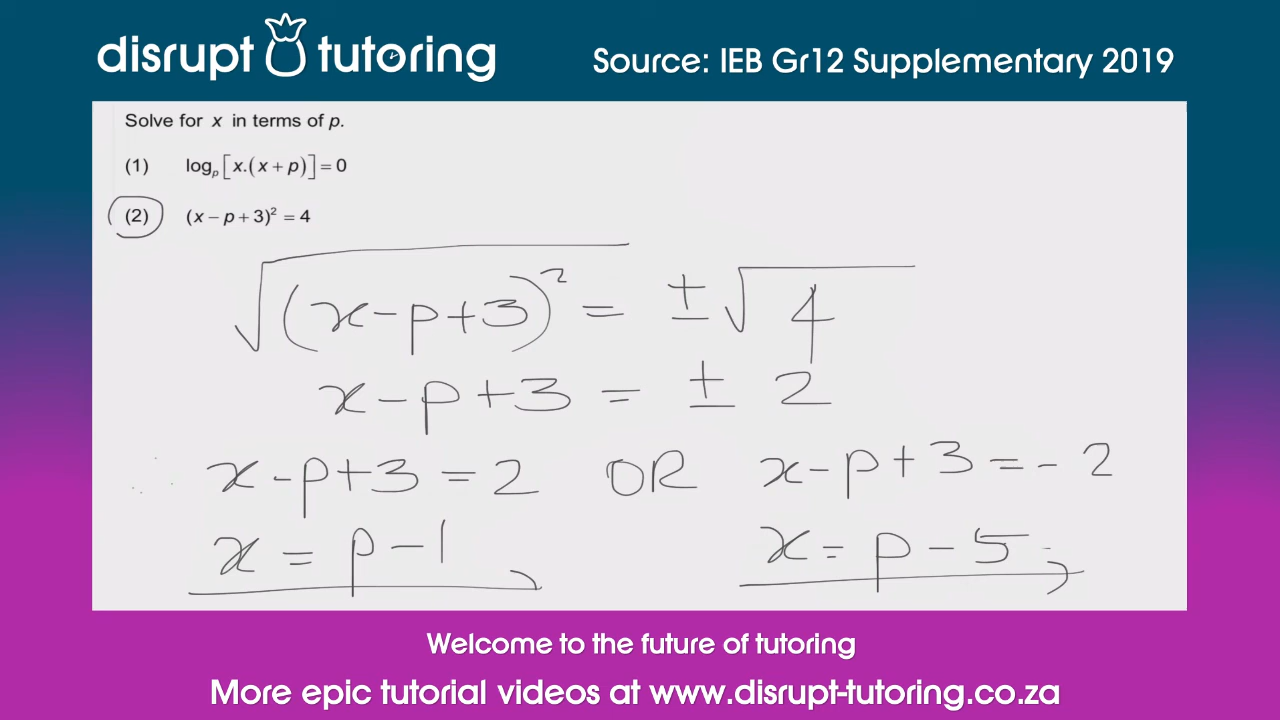 disrupt tutoring
Source: IEB Gr12 Supplementary 2019
Solve for x in terms of p.
(1) logₚ[x.(x + p)] = 0
(2) (x − p + 3)² = 4
√(x − p + 3)² = ± √4
x − p + 3 = ± 2
x − p + 3 = 2 OR x − p + 3 = − 2
x = p − 1 x = p − 5
Welcome to the future of tutoring
More epic tutorial videos at www.disrupt-tutoring.co.za